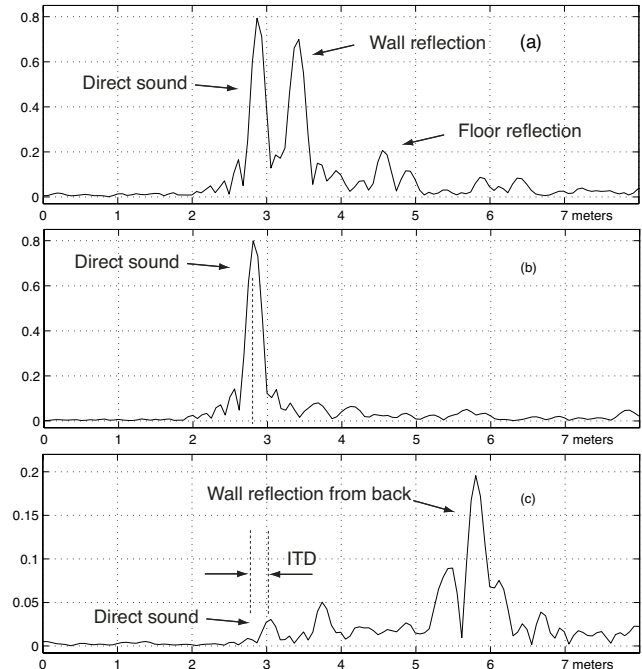 0.8
(a)
Wall reflection
0.6
Direct sound
0.4
Floor reflection
0.2
0
0 1 2 3 4 5 6 7 meters
0.8
Direct sound
(b)
0.6
0.4
0.2
0
0 1 2 3 4 5 6 7 meters
0.2
Wall reflection from back
(c)
0.15
0.1
ITD
0.05
Direct sound
0
0 1 2 3 4 5 6 7 meters